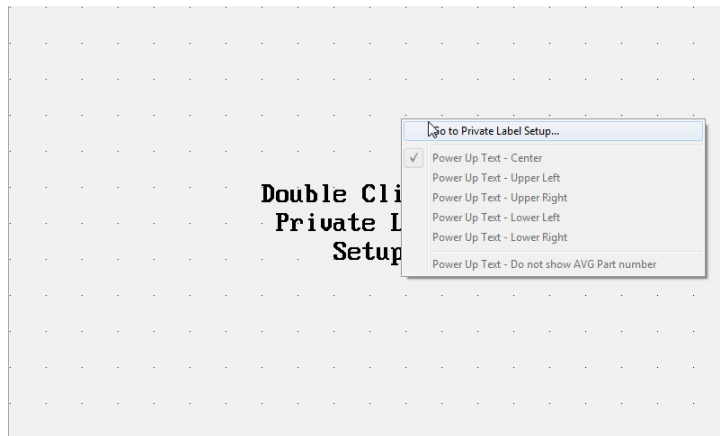 Go to Private Label Setup...
Power Up Text - Center
Power Up Text - Upper Left
Power Up Text - Upper Right
Power Up Text - Lower Left
Power Up Text - Lower Right
Power Up Text - Do not show AVG Part number
Double Cli
Private L
Setup